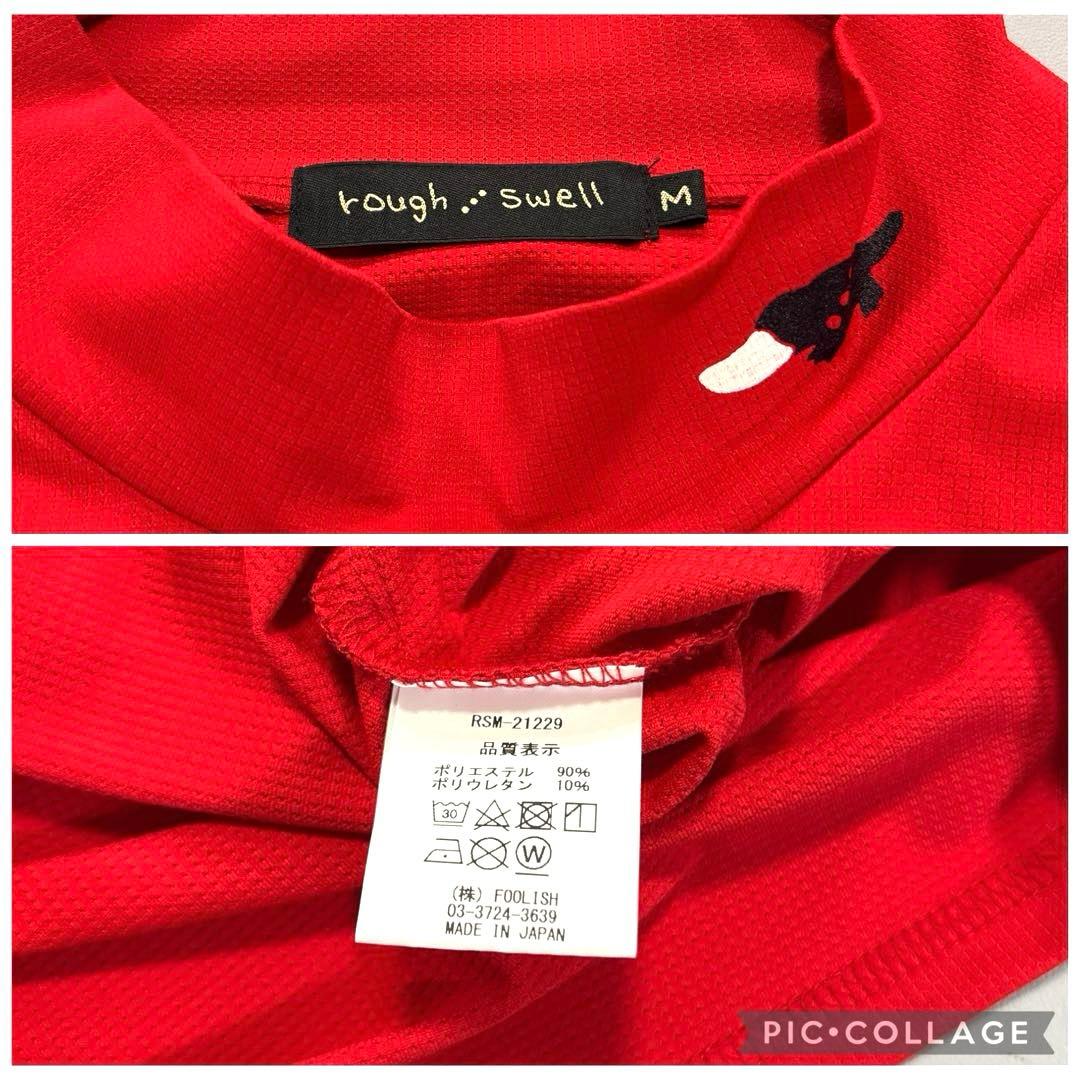 rough swell
M
RSM-21229
品質表示
ポリエステル 90%
ポリウレタン 10%
30
W
(株) FOOLISH
03-3724-3639
MADE IN JAPAN
PIC•COLLAGE